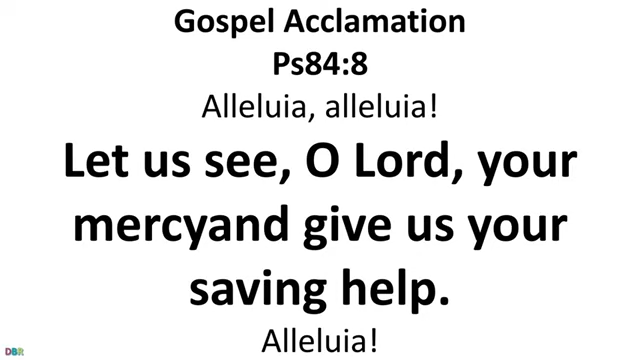 Gospel Acclamation
Ps84:8
Alleluia, alleluia!
Let us see, O Lord, your
mercyand give us your
saving help.
Alleluia!
DBR